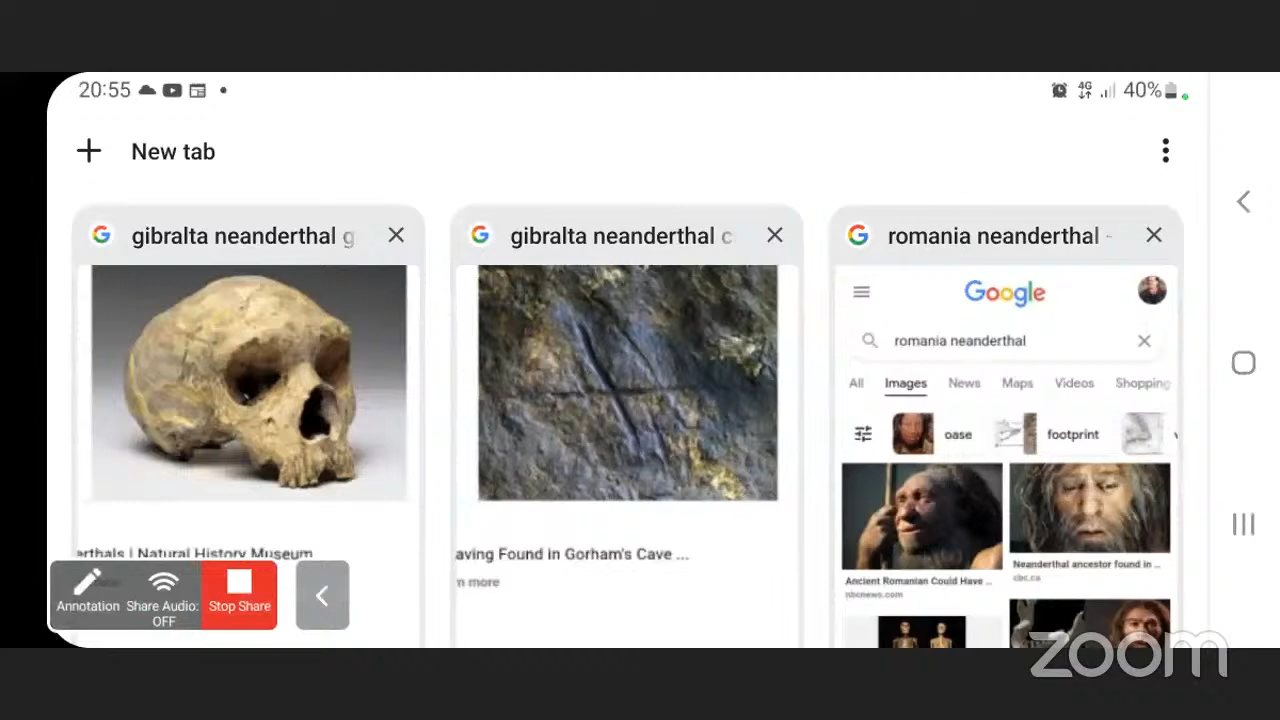 20:55
4G
40%
New tab
gibralta neanderthal g
gibralta neanderthal c
romania neanderthal -
Google
romania neanderthal
All Images News Maps Videos Shopping
oase footprint
erthals | Natural History Museum
aving Found in Gorham's Cave ...
n more
Ancient Romanian Could Have ...
nbcnews.com
Neanderthal ancestor found in ...
cbc.ca
Annotation
Share Audio:
OFF
Stop Share
zoom